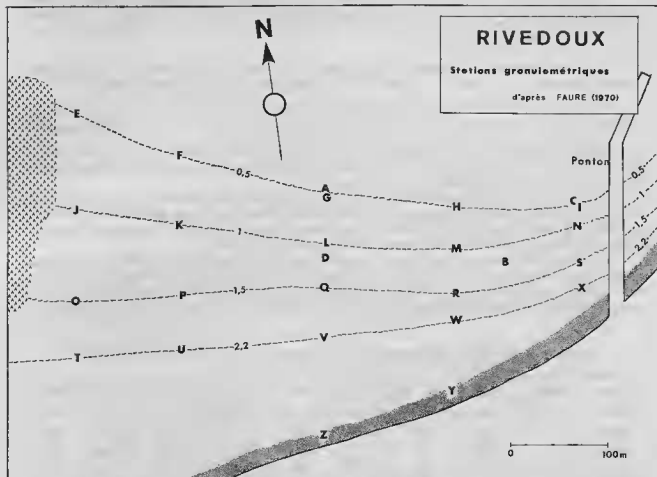 RIVEDOUX
Stations granulométriques
d'après FAURE (1970)
N
Ponton
E
F
0,5
A
G
H
C
I
0,5
J
K
1
L
M
N
1
D
B
S
1,5
O
P
1,5
Q
R
X
2,2
T
U
2,2
V
W
Y
Z
0
100m